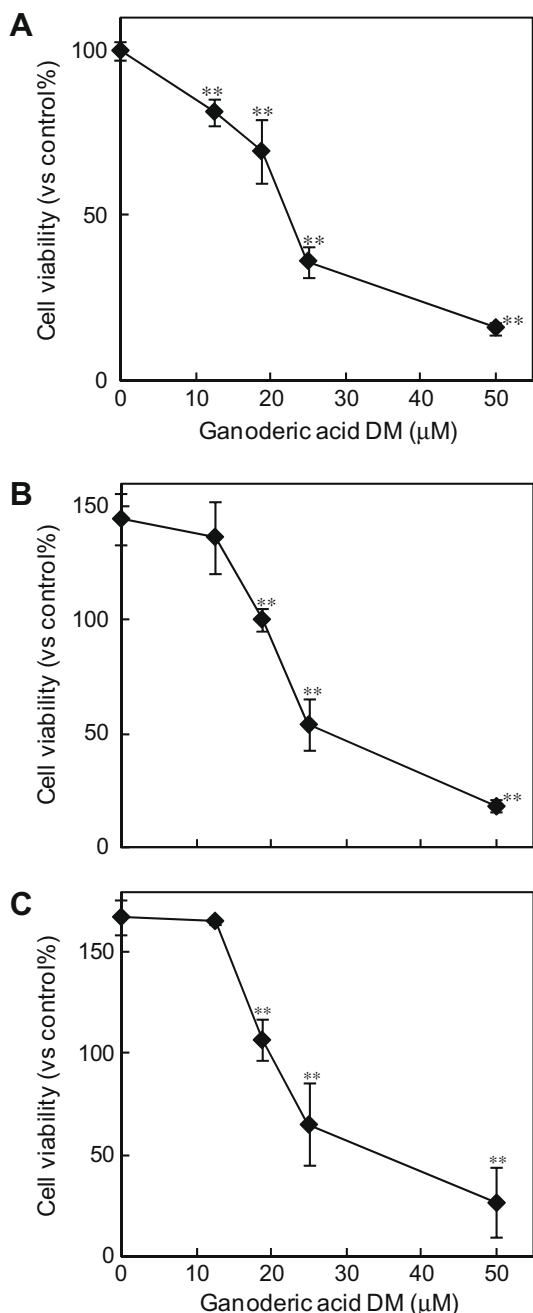 A
Cell viability (vs control%)
100
50
0
**
**
**
**
0 10 20 30 40 50
Ganoderic acid DM (μM)
B
Cell viability (vs control%)
150
100
50
0
**
**
**
C
Cell viability (vs control%)
150
100
50
0
**
**
**
0 10 20 30 40 50
Ganoderic acid DM (μM)